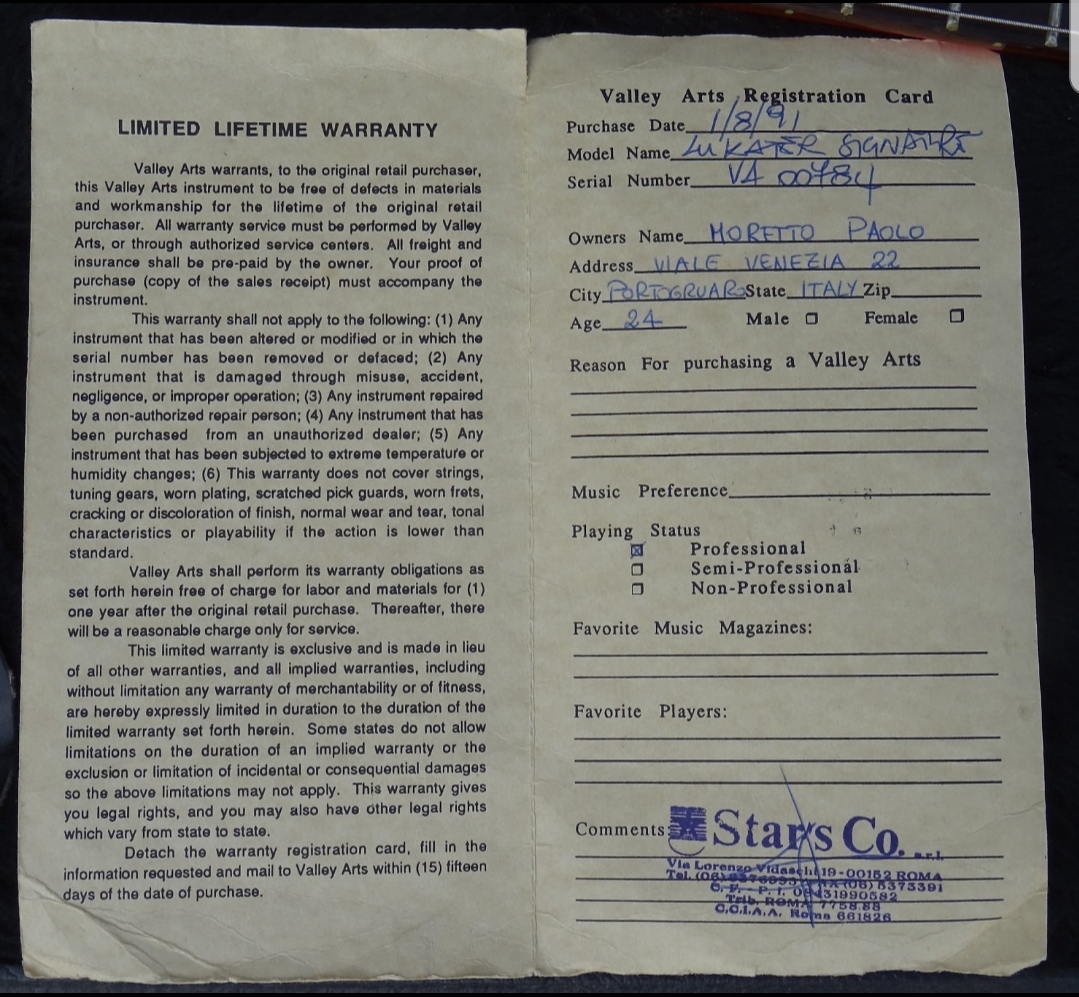 LIMITED LIFETIME WARRANTY
Valley Arts warrants, to the original retail purchaser,
this Valley Arts instrument to be free of defects in materials
and workmanship for the lifetime of the original retail
purchaser. All warranty service must be performed by Valley
Arts, or through authorized service centers. All freight and
insurance shall be pre-paid by the owner. Your proof of
purchase (copy of the sales receipt) must accompany the
instrument.
This warranty shall not apply to the following: (1) Any
instrument that has been altered or modified or in which the
serial number has been removed or defaced; (2) Any
instrument that is damaged through misuse, accident,
negligence, or improper operation; (3) Any instrument repaired
by a non-authorized repair person; (4) Any instrument that has
been purchased from an unauthorized dealer; (5) Any
instrument that has been subjected to extreme temperature or
humidity changes; (6) This warranty does not cover strings,
tuning gears, worn plating, scratched pick guards, worn frets,
cracking or discoloration of finish, normal wear and tear, tonal
characteristics or playability if the action is lower than
standard.
Valley Arts shall perform its warranty obligations as
set forth herein free of charge for labor and materials for (1)
one year after the original retail purchase. Thereafter, there
will be a reasonable charge only for service.
This limited warranty is exclusive and is made in lieu
of all other warranties, and all implied warranties, including
without limitation any warranty of merchantability or of fitness,
are hereby expressly limited in duration to the duration of the
limited warranty set forth herein. Some states do not allow
limitations on the duration of an implied warranty or the
exclusion or limitation of incidental or consequential damages
so the above limitations may not apply. This warranty gives
you legal rights, and you may also have other legal rights
which vary from state to state.
Detach the warranty registration card, fill in the
information requested and mail to Valley Arts within (15) fifteen
days of the date of purchase.
Valley Arts Registration Card
Purchase Date 1/8/91
Model Name LUKATER SIGNATURE
Serial Number VA 00784
Owners Name MORETTO PAOLO
Address VIALE VENEZIA 22
City PORTOGRUARO State ITALY Zip
Age 24 Male Female
Reason For purchasing a Valley Arts
Music Preference
Playing Status
Professional
Semi-Professional
Non-Professional
Favorite Music Magazines:
Favorite Players:
Comments: Star's Co. s.r.l.
Via Lorenzo Vidaschi 19-00152 ROMA
Tel. (06) (06) 5373391
C.F. - P. I.
Trib. ROMA 7758.88
C.C.I.A.A. Roma 661826